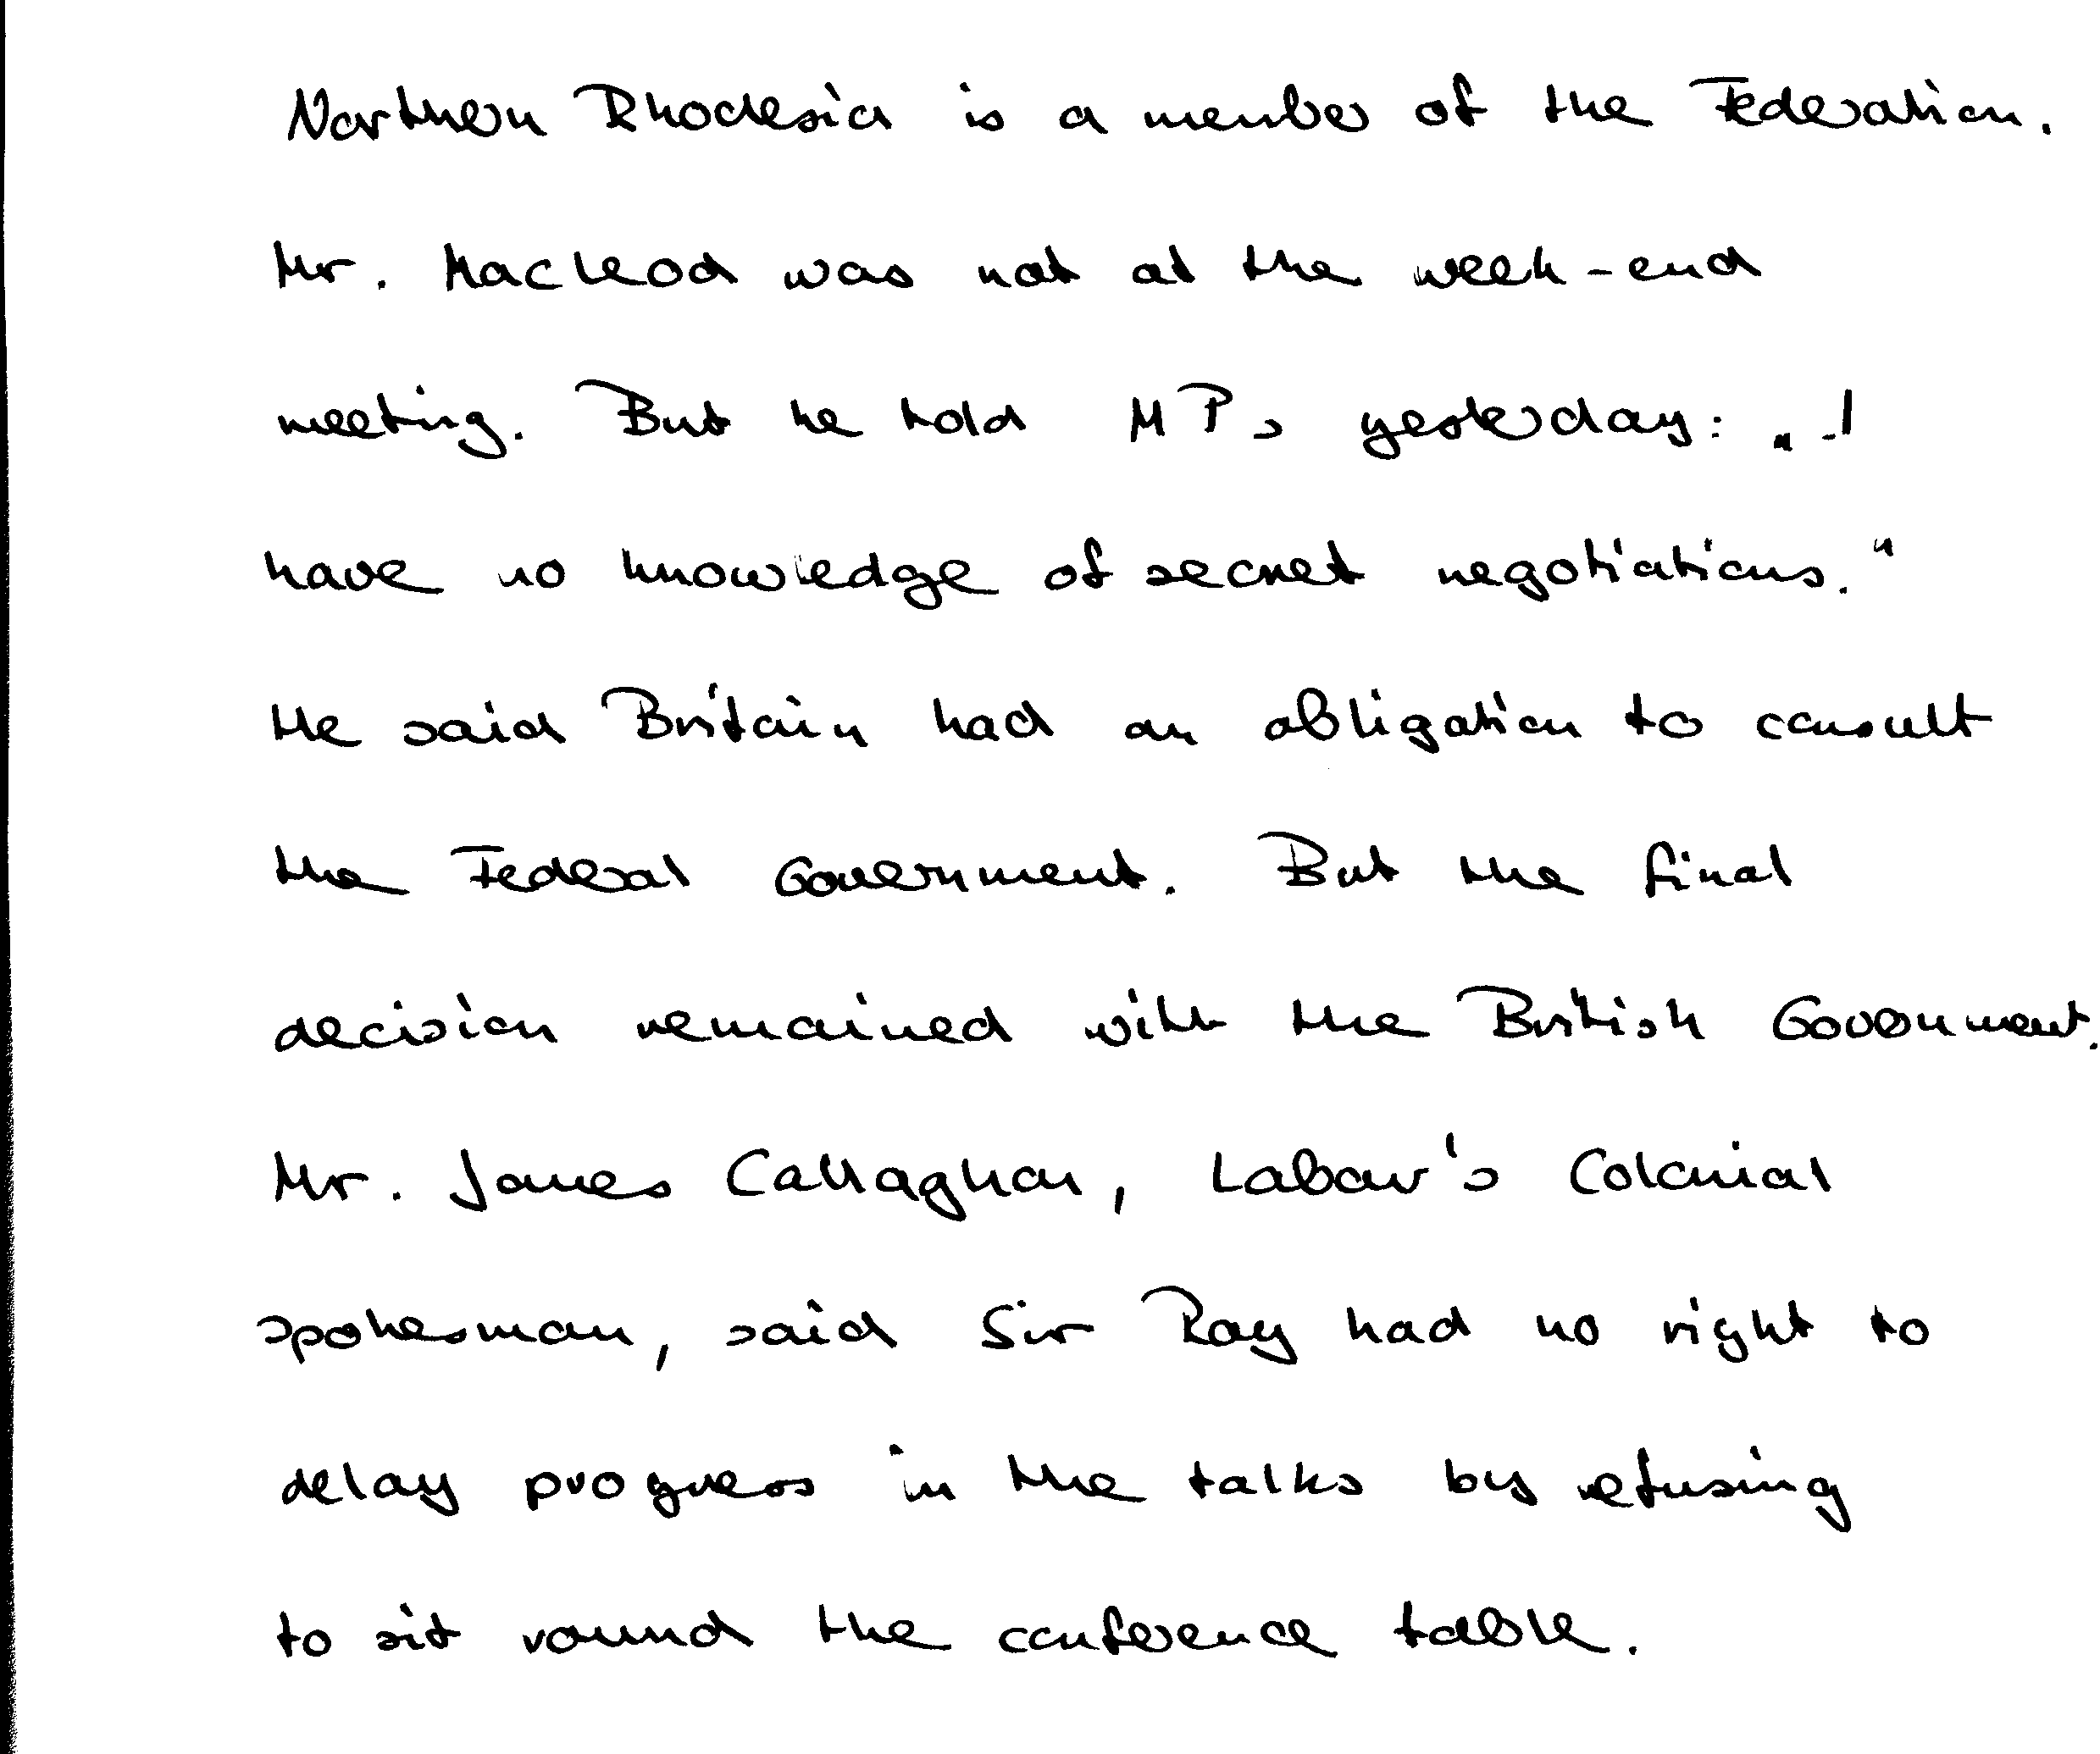 Northern Rhodesia is a member of the Federation.
Mr. Macleod was not at the week-end
meeting. But he told MPs yesterday: „I
have no knowledge of secret negotiations."
He said Britain had an obligation to consult
the Federal Government. But the final
decision remained with the British Government.
Mr. James Callaghan, Labour's Colonial
spokesman, said Sir Roy had no right to
delay progress in the talks by refusing
to sit round the conference table.